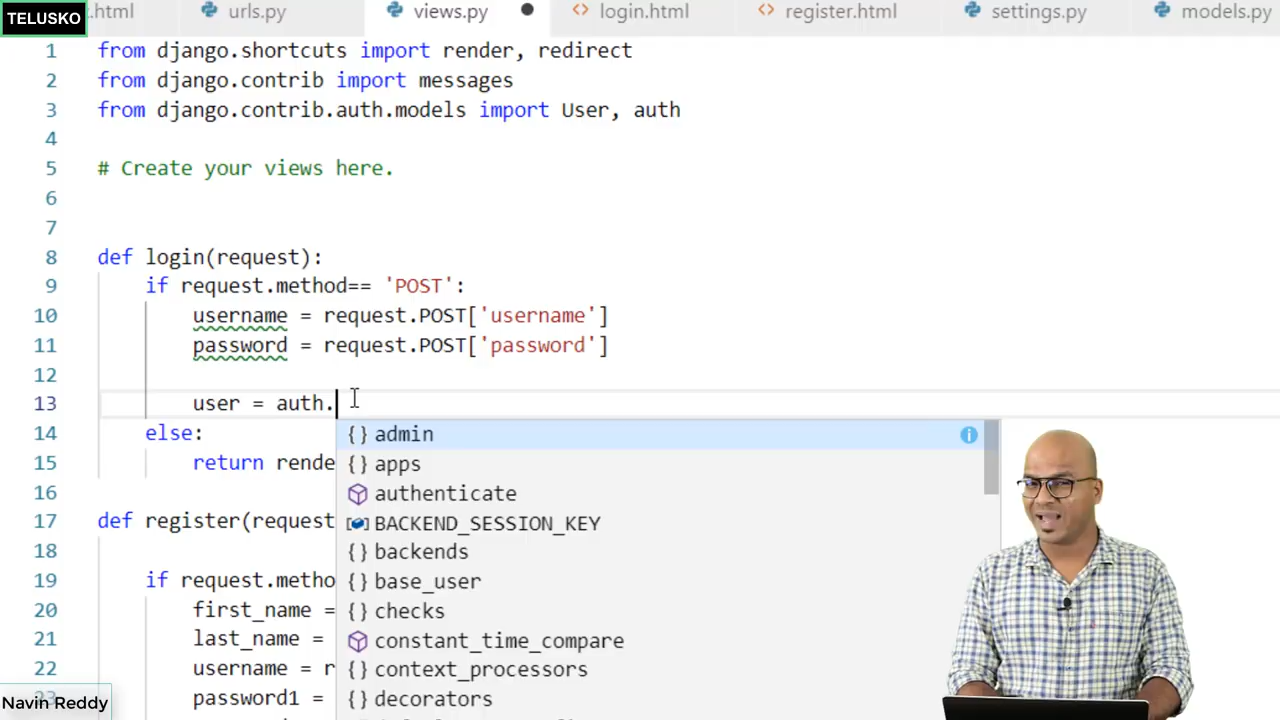 TELUSKO
.html urls.py views.py login.html register.html settings.py models.py
1 from django.shortcuts import render, redirect
2 from django.contrib import messages
3 from django.contrib.auth.models import User, auth
4
5 # Create your views here.
6
7
8 def login(request):
9 if request.method== 'POST':
10 username = request.POST['username']
11 password = request.POST['password']
12
13 user = auth.
14 else:
15 return rende
16
17 def register(request
18
19 if request.metho
20 first_name =
21 last_name =
22 username = r
23 password1 =
{} admin
{} apps
authenticate
BACKEND_SESSION_KEY
{} backends
{} base_user
{} checks
constant_time_compare
{} context_processors
{} decorators
Navin Reddy